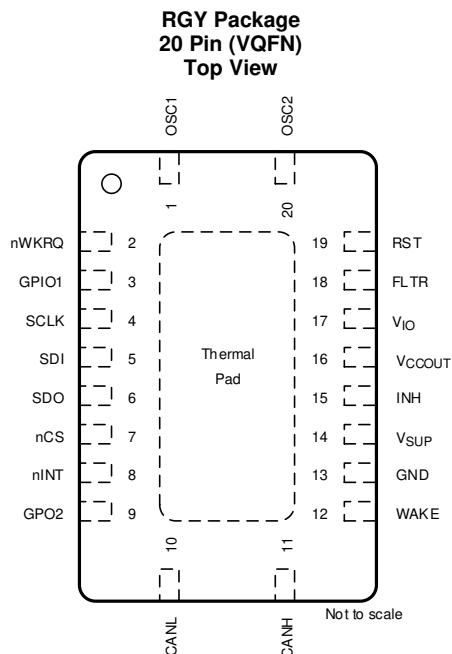 RGY Package
20 Pin (VQFN)
Top View
OSC1
OSC2
1
20
nWKRQ 2
19 RST
GPIO1 3
18 FLTR
SCLK 4
17 VIO
SDI 5
16 VCCOUT
SDO 6
15 INH
nCS 7
14 VSUP
nINT 8
13 GND
GPO2 9
12 WAKE
Thermal
Pad
10
11
CANL
CANH
Not to scale